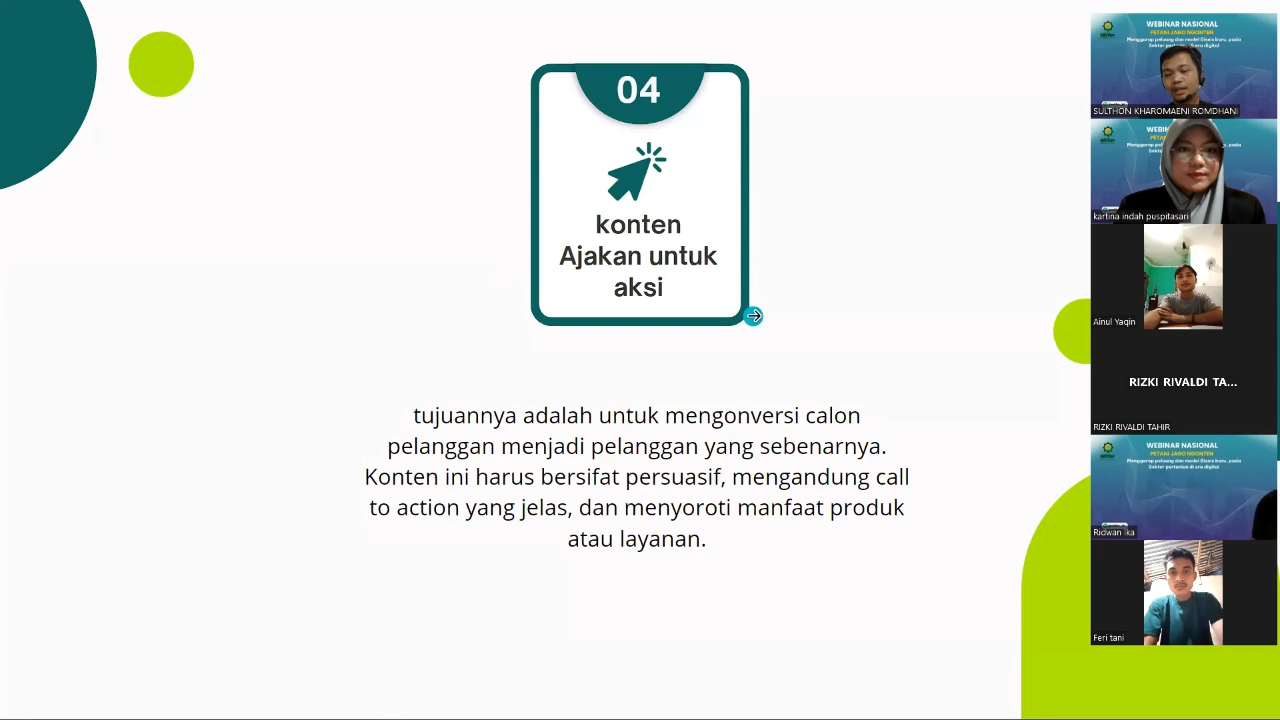 04
konten
Ajakan untuk
aksi
tujuannya adalah untuk mengonversi calon
pelanggan menjadi pelanggan yang sebenarnya.
Konten ini harus bersifat persuasif, mengandung call
to action yang jelas, dan menyoroti manfaat produk
atau layanan.
WEBINAR NASIONAL
PETANI JAGO NGONTEN
SULTHON KHAROMAENI ROMDHANI
kartina indah puspitasari
Ainul Yaqin
RIZKI RIVALDI TA...
RIZKI RIVALDI TAHIR
WEBINAR NASIONAL
PETANI JAGO NGONTEN
Ridwan ika
Feri tani